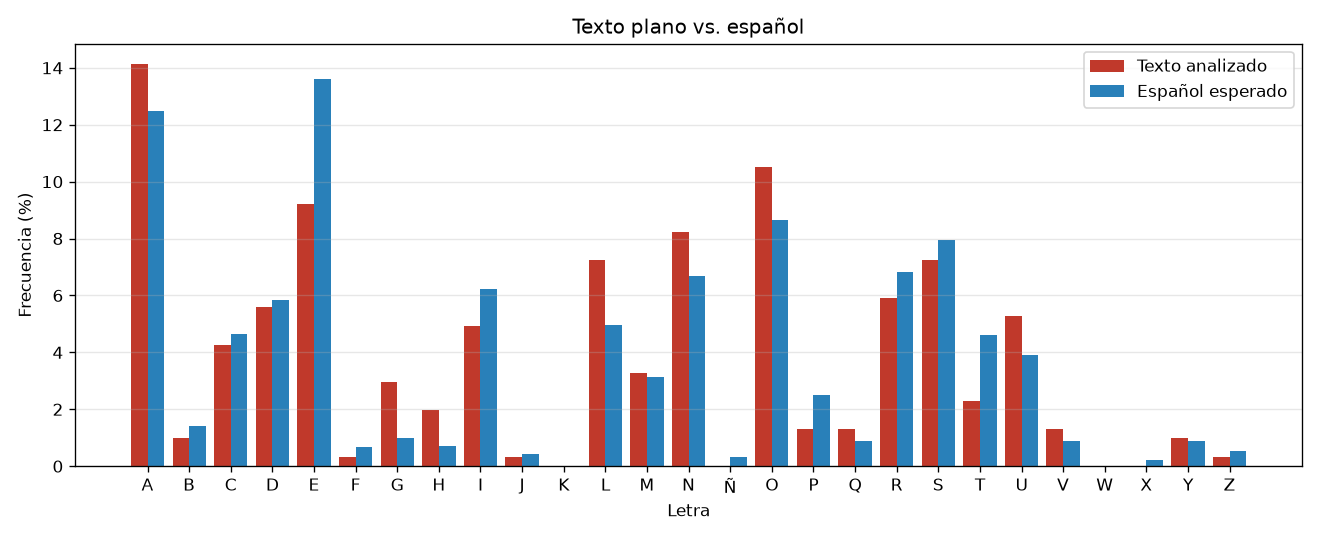 Texto plano vs. español
Texto analizado
Español esperado
Frecuencia (%)
14
12
10
8
6
4
2
0
A B C D E F G H I J K L M N Ñ O P Q R S T U V W X Y Z
Letra